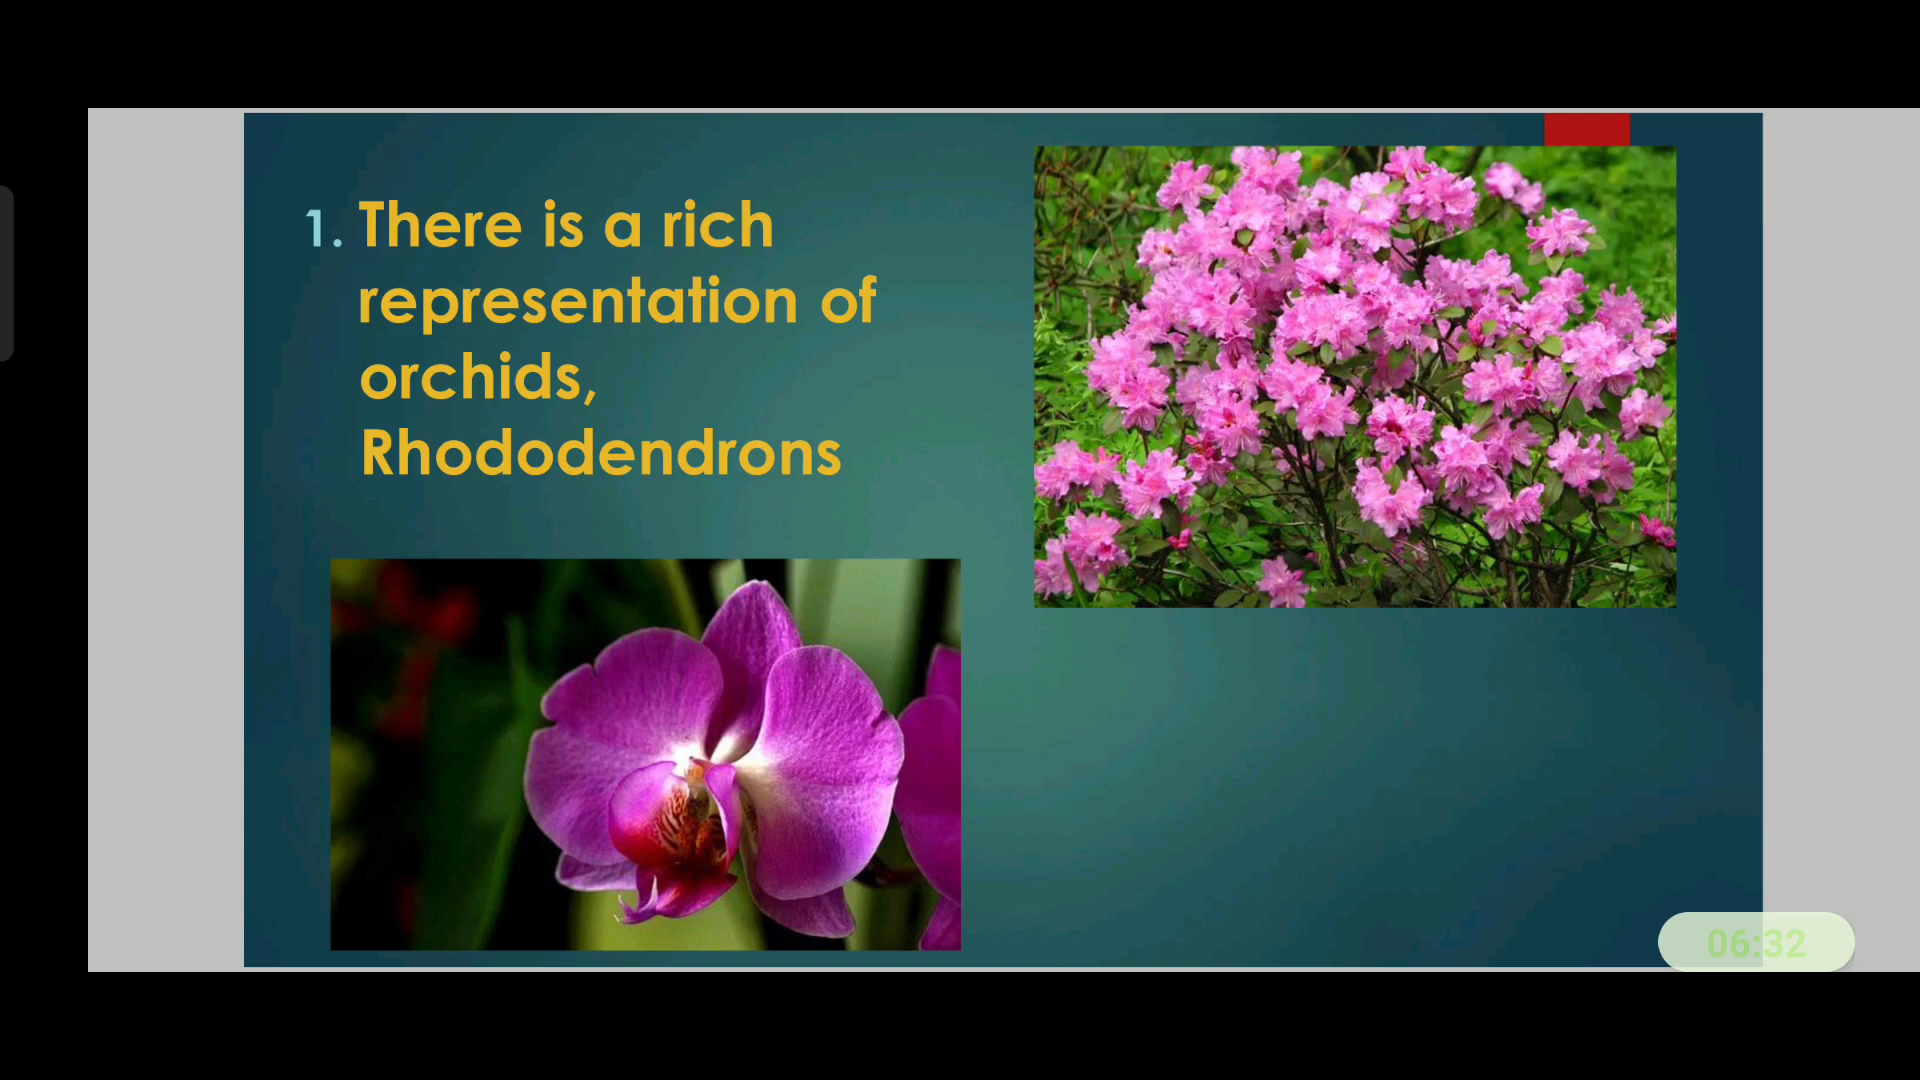 1. There is a rich
representation of
orchids,
Rhododendrons
06:32